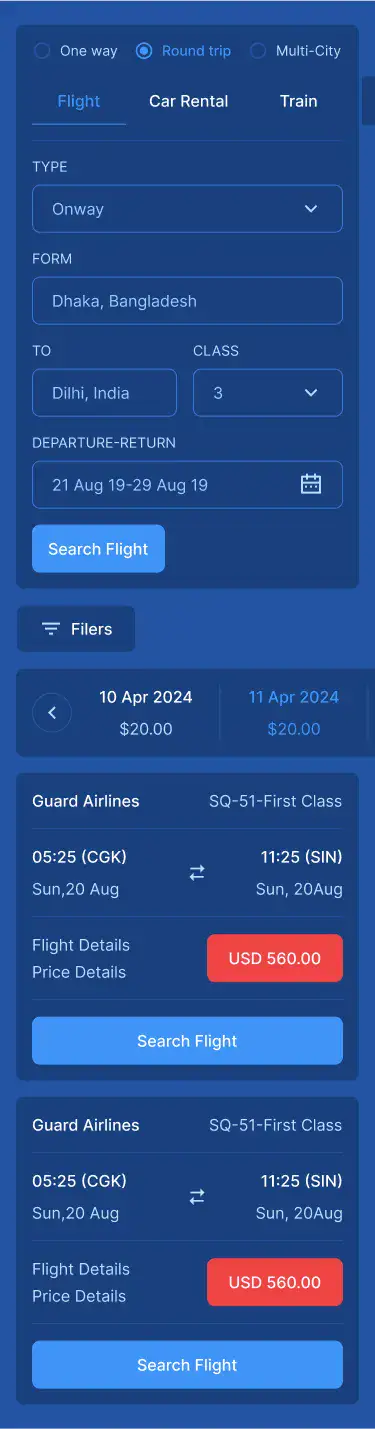 One way Round trip Multi-City
Flight Car Rental Train
TYPE
Onway
FORM
Dhaka, Bangladesh
TO CLASS
Dilhi, India 3
DEPARTURE-RETURN
21 Aug 19-29 Aug 19
Search Flight
Filers
10 Apr 2024 11 Apr 2024
$20.00 $20.00
Guard Airlines SQ-51-First Class
05:25 (CGK) 11:25 (SIN)
Sun,20 Aug Sun, 20Aug
Flight Details
Price Details
USD 560.00
Search Flight
Guard Airlines SQ-51-First Class
05:25 (CGK) 11:25 (SIN)
Sun,20 Aug Sun, 20Aug
Flight Details
Price Details
USD 560.00
Search Flight